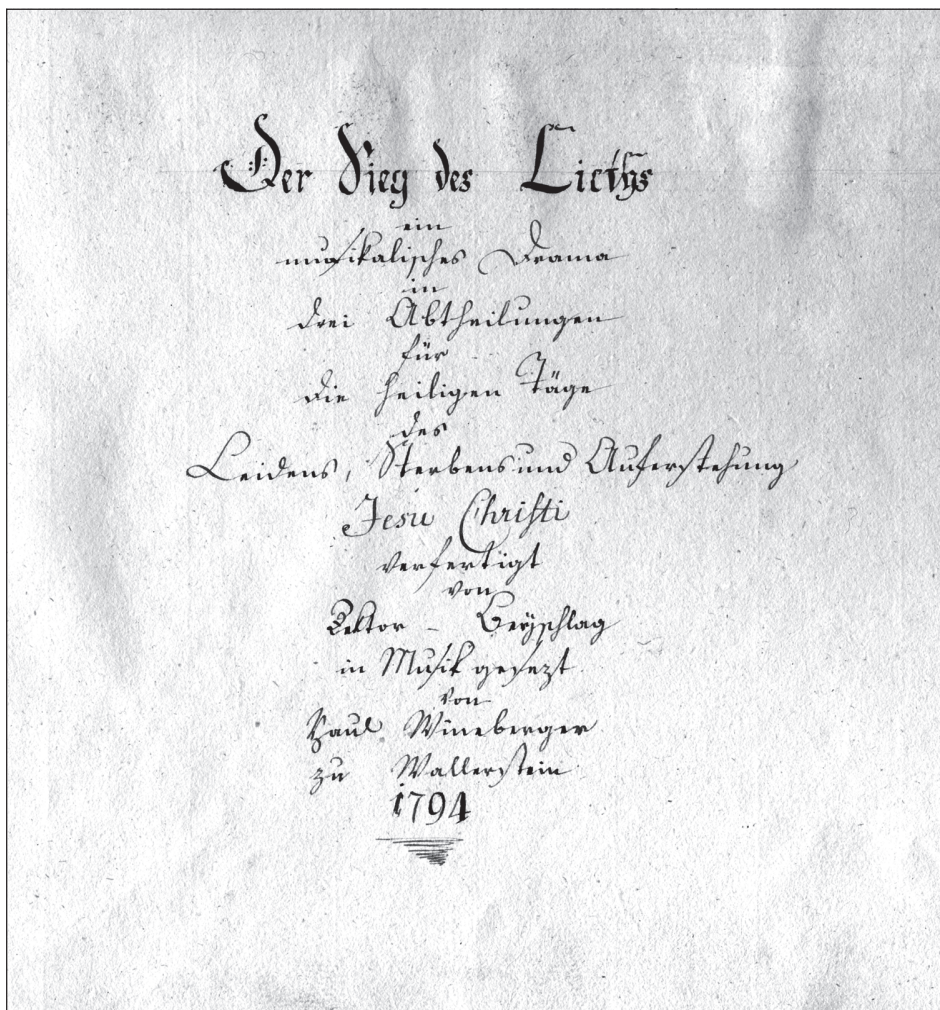 Der Sieg des Lichts
ein
musikalisches Drama
in
drei Abtheilungen
für
die heiligen Täge
des
Leidens, Sterbens und Auferstehung
Jesu Christi
verfertigt
von
Rektor - Beyschlag
in Musik gesezt
von
Paul Wineberger
zu Wallerstein
1794